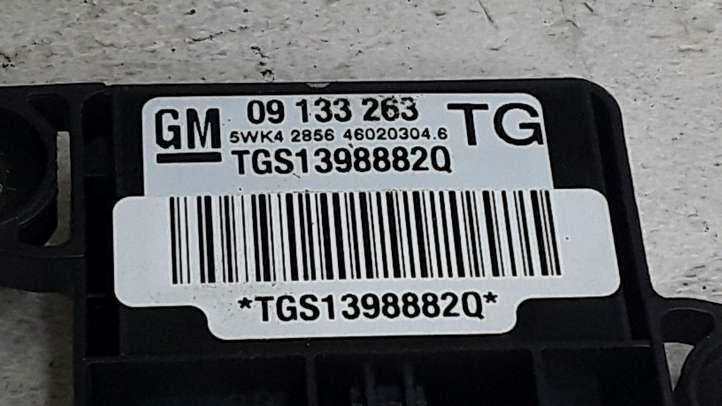 GM 09 133 263 TG
5WK4 2856 46020304.6
TGS1398882Q
*TGS1398882Q*